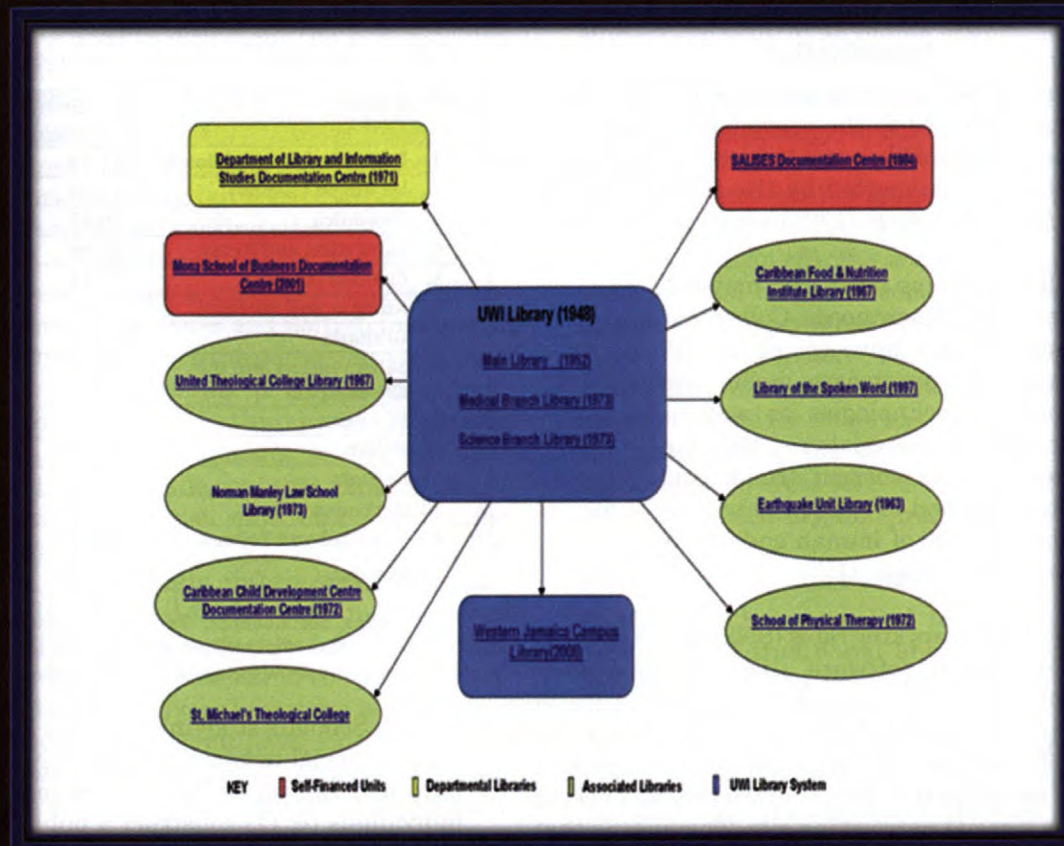 Department of Library and Information
Studies Documentation Centre (1971)
SALISES Documentation Centre
Mona School of Business Documentation
Centre (2001)
Caribbean Food & Nutrition
Institute Library (1967)
UWI Library (1948)
Main Library (1952)
Medical Branch Library (1973)
Science Branch Library (1973)
United Theological College Library (1967)
Library of the Spoken Word (1997)
Norman Manley Law School
Library (1973)
Earthquake Unit Library (1963)
Caribbean Child Development Centre
Documentation Centre (1972)
Western Jamaica Campus
Library
School of Physical Therapy (1972)
St. Michael's Theological College
KEY Self-Financed Units Departmental Libraries Associated Libraries UWI Library System